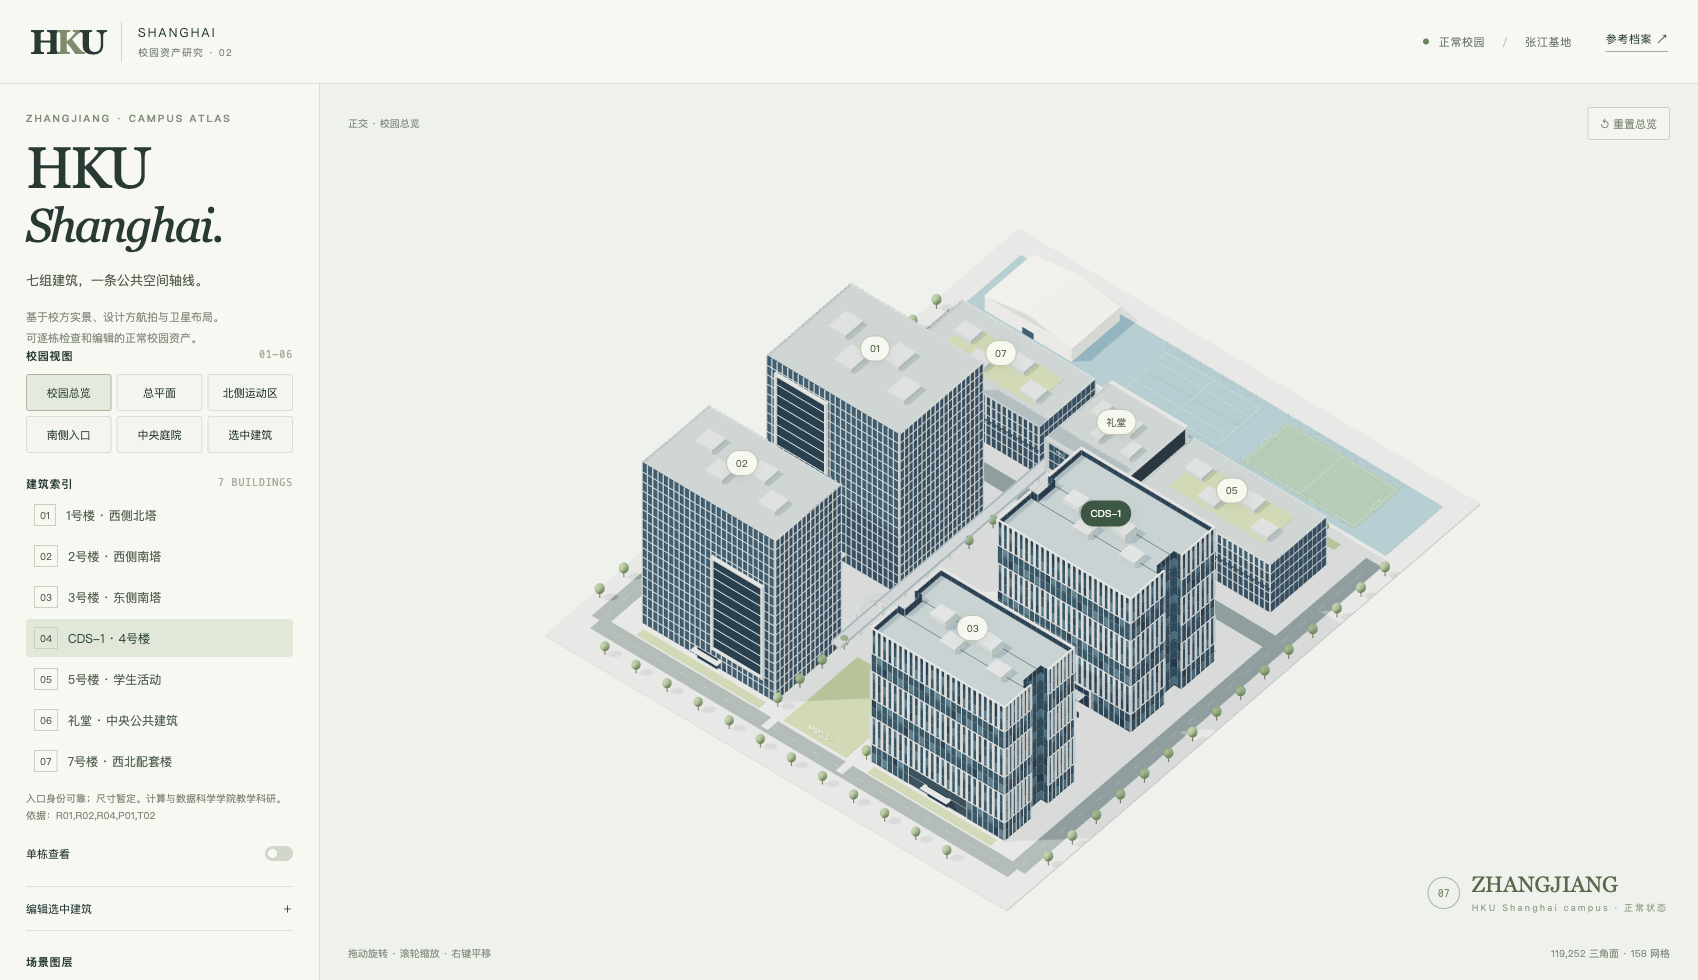 HKU
SHANGHAI
校园资产研究 · 02
正常校园 / 张江基地
参考档案 ↗
ZHANGJIANG · CAMPUS ATLAS
HKU
Shanghai.
七组建筑，一条公共空间轴线。
基于校方实景、设计方航拍与卫星布局。
可逐栋检查和编辑的正常校园资产。
校园视图 01—06
校园总览 总平面 北侧运动区
南侧入口 中央庭院 选中建筑
建筑索引 7 BUILDINGS
01 1号楼 · 西侧北塔
02 2号楼 · 西侧南塔
03 3号楼 · 东侧南塔
04 CDS-1 · 4号楼
05 5号楼 · 学生活动
06 礼堂 · 中央公共建筑
07 7号楼 · 西北配套楼
入口身份可靠；尺寸暂定。计算与数据科学学院教学科研。
依据：R01,R02,R04,P01,T02
单栋查看
编辑选中建筑 +
场景图层
正交 · 校园总览
重置总览
01
07
礼堂
02
05
CDS-1
03
HKU
07
ZHANGJIANG
HKU Shanghai campus · 正常状态
拖动旋转 · 滚轮缩放 · 右键平移
119,252 三角面 · 158 网格